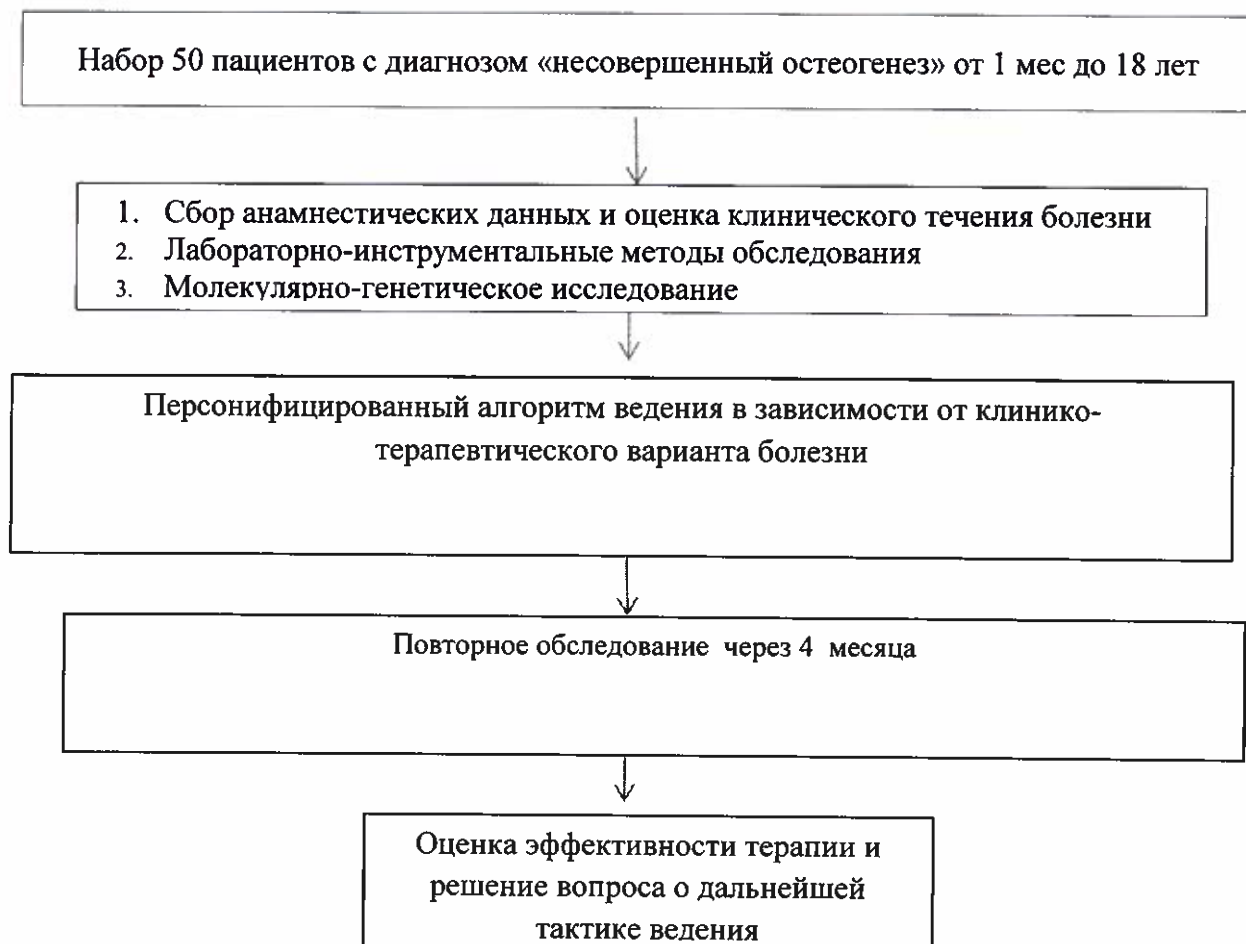 Набор 50 пациентов с диагнозом «несовершенный остеогенез» от 1 мес до 18 лет
1. Сбор анамнестических данных и оценка клинического течения болезни
2. Лабораторно-инструментальные методы обследования
3. Молекулярно-генетическое исследование
Персонифицированный алгоритм ведения в зависимости от клинико-
терапевтического варианта болезни
Повторное обследование через 4 месяца
Оценка эффективности терапии и
решение вопроса о дальнейшей
тактике ведения